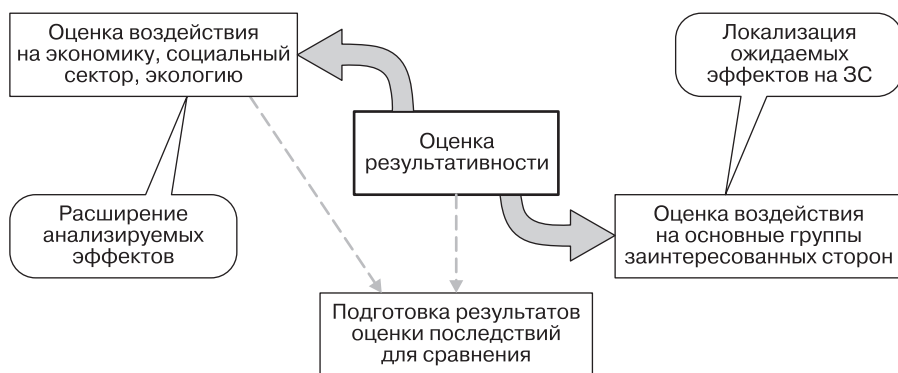 Оценка воздействия
на экономику, социальный
сектор, экологию
Локализация
ожидаемых
эффектов на ЗС
Оценка
результативности
Расширение
анализируемых
эффектов
Оценка воздействия
на основные группы
заинтересованных сторон
Подготовка результатов
оценки последствий
для сравнения